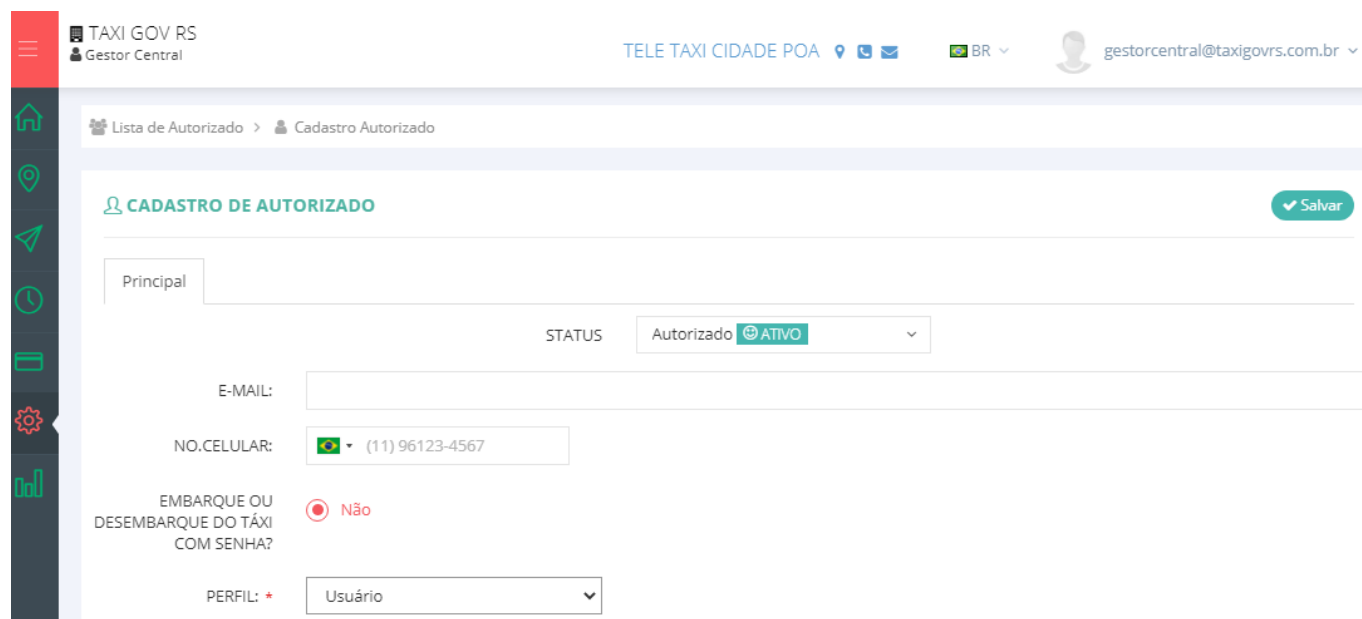 TAXI GOV RS
Gestor Central
TELE TAXI CIDADE POA
BR
gestorcentral@taxigovrs.com.br
Lista de Autorizado > Cadastro Autorizado
CADASTRO DE AUTORIZADO
Salvar
Principal
STATUS
Autorizado ATIVO
E-MAIL:
NO.CELULAR:
(11) 96123-4567
EMBARQUE OU
DESEMBARQUE DO TÁXI
COM SENHA?
Não
PERFIL: *
Usuário